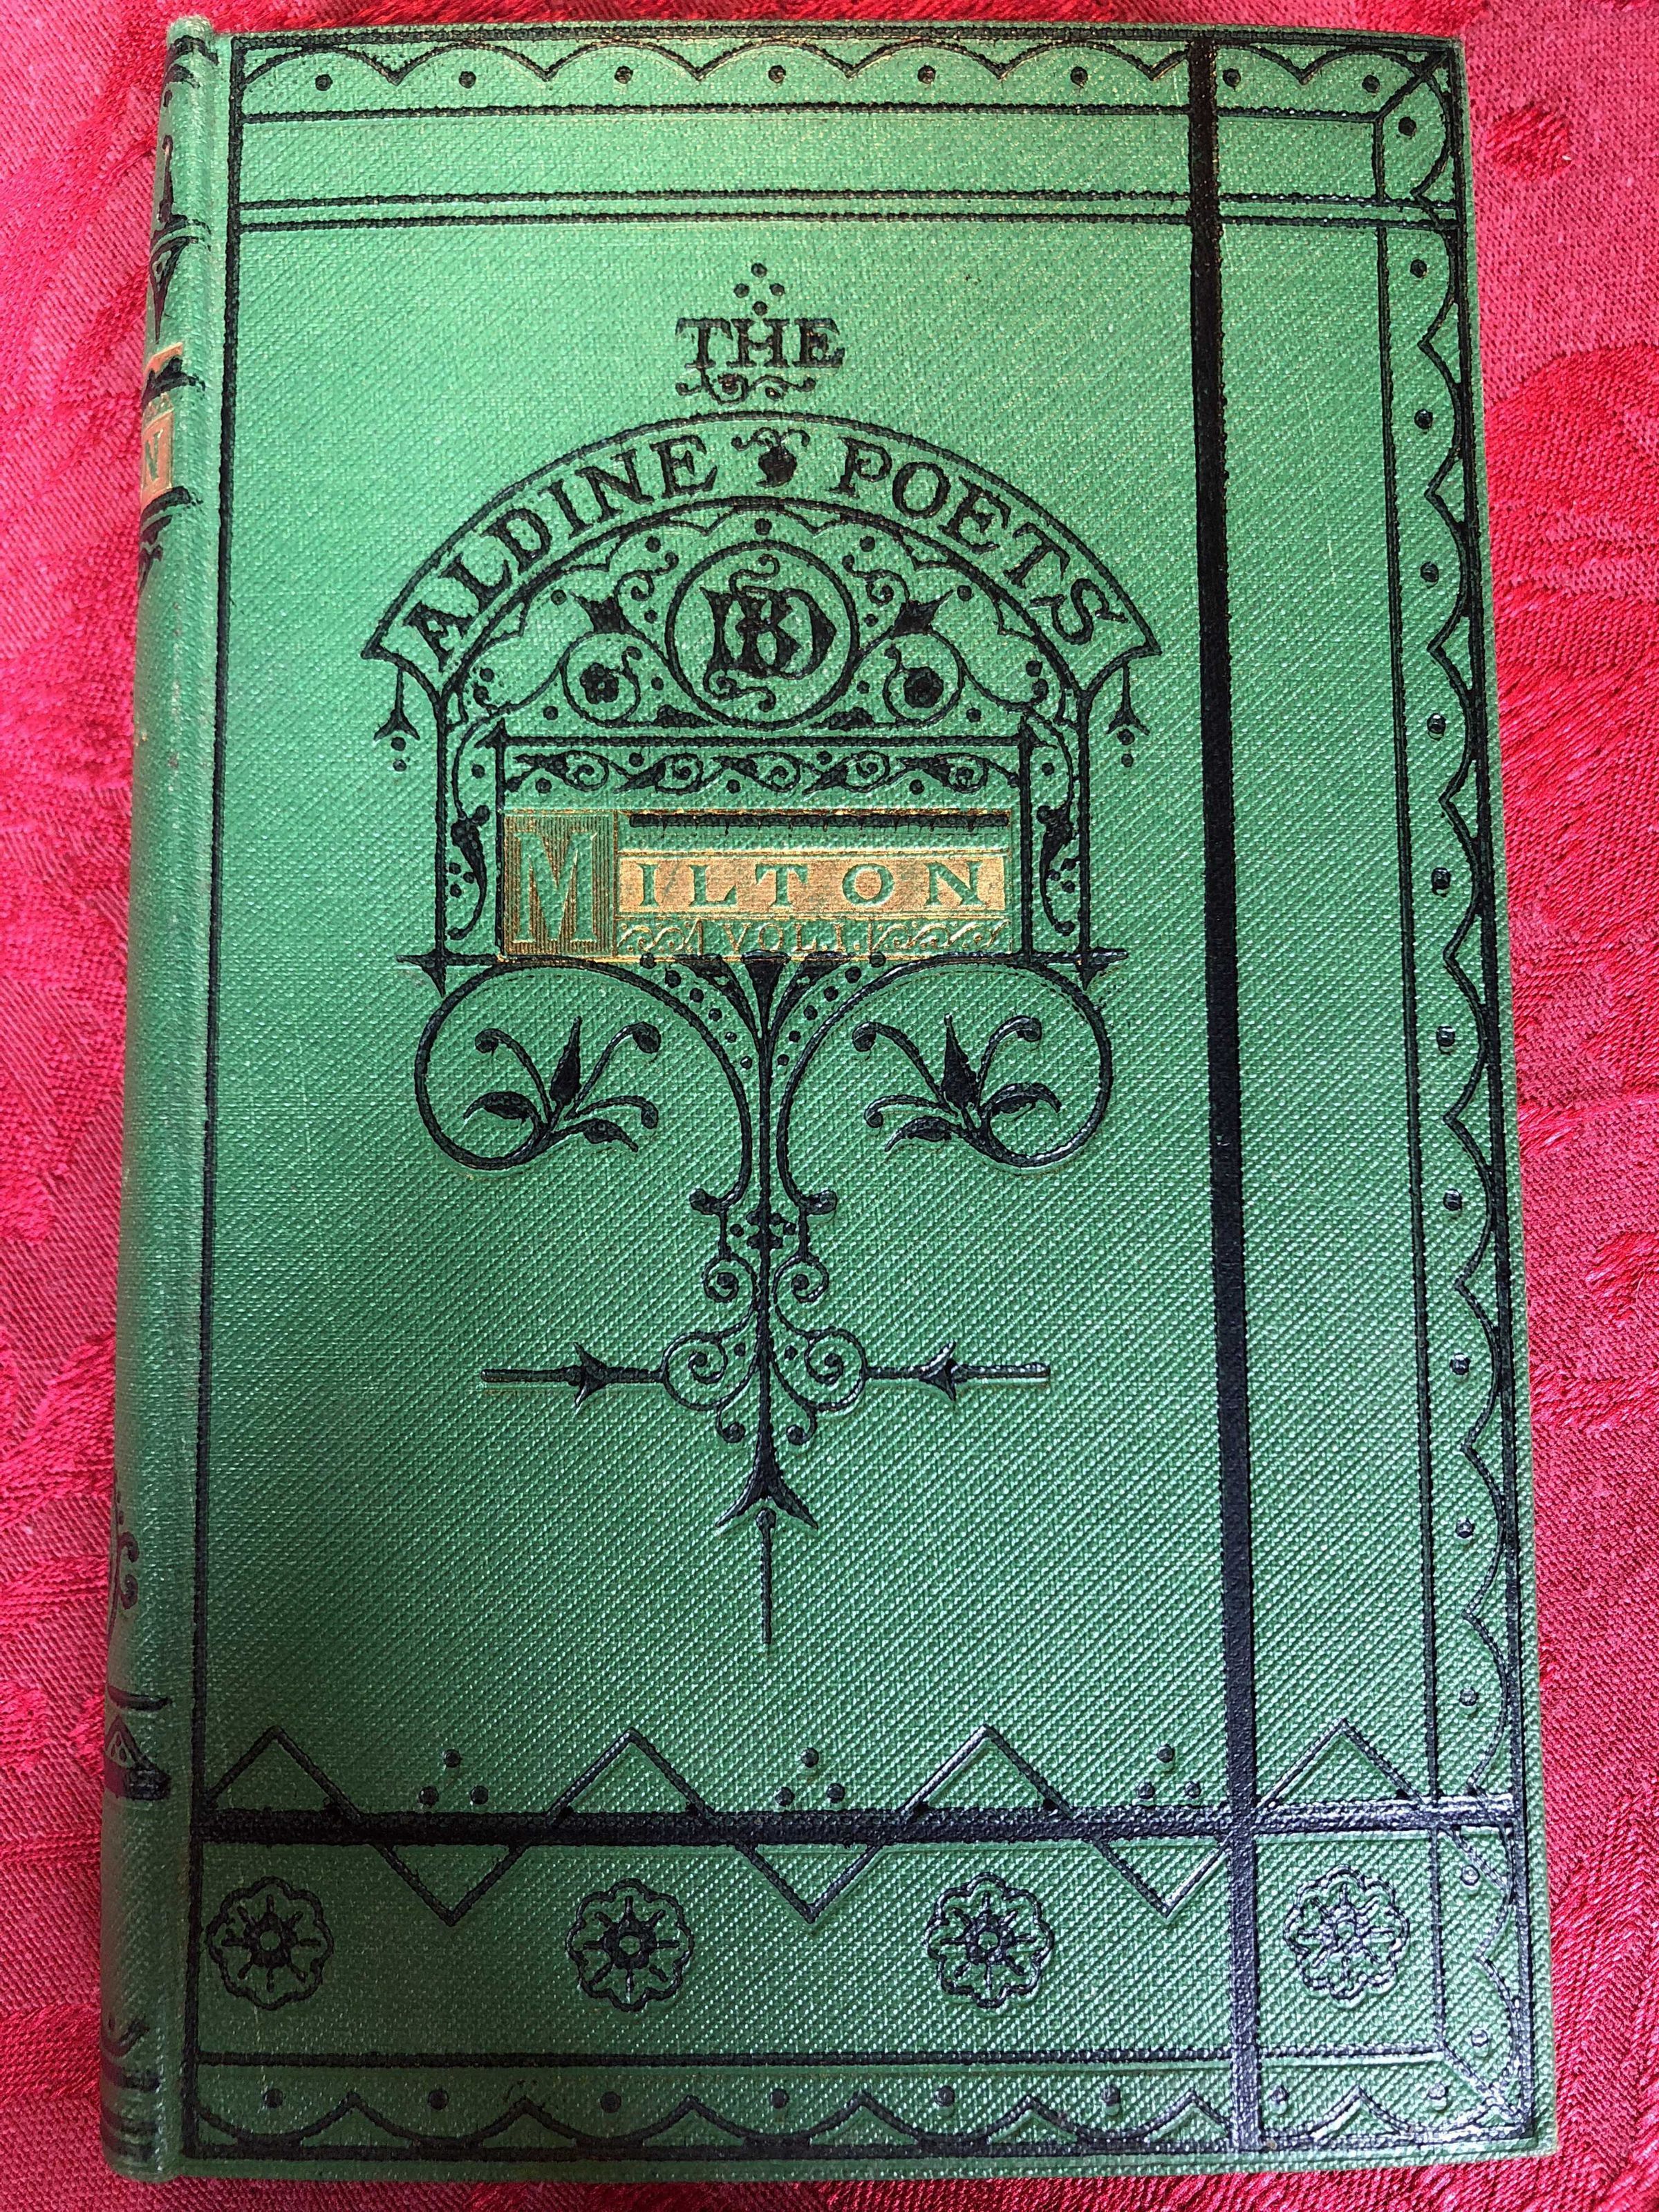 THE
ALDINE POETS
MILTON
VOL. I.